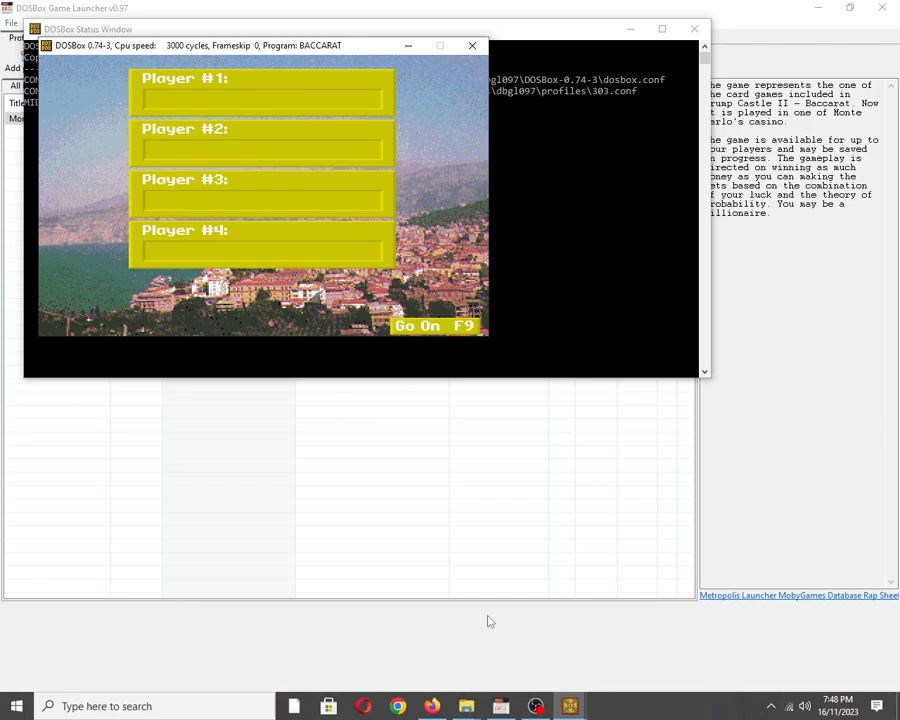 DOSBox Game Launcher v0.97
File
DOSBox Status Window
DOSBox 0.74-3, Cpu speed: 3000 cycles, Frameskip 0, Program: BACCARAT
Player #1:
Player #2:
Player #3:
Player #4:
Go On F9
bgl097\DOSBox-0.74-3\dosbox.conf
\dbgl097\profiles\303.conf
Add
All
Title
he game represents the one of
he card games included in
rump Castle II – Baccarat. Now
t is played in one of Monte
arlo's casino.
he game is available for up to
our players and may be saved
n progress. The gameplay is
irected on winning as much
oney as you can making the
ets based on the combination
f your luck and the theory of
robability. You may be a
illionaire.
Metropolis Launcher MobyGames Database Rap Sheet
Type here to search
7:48 PM
16/11/2023